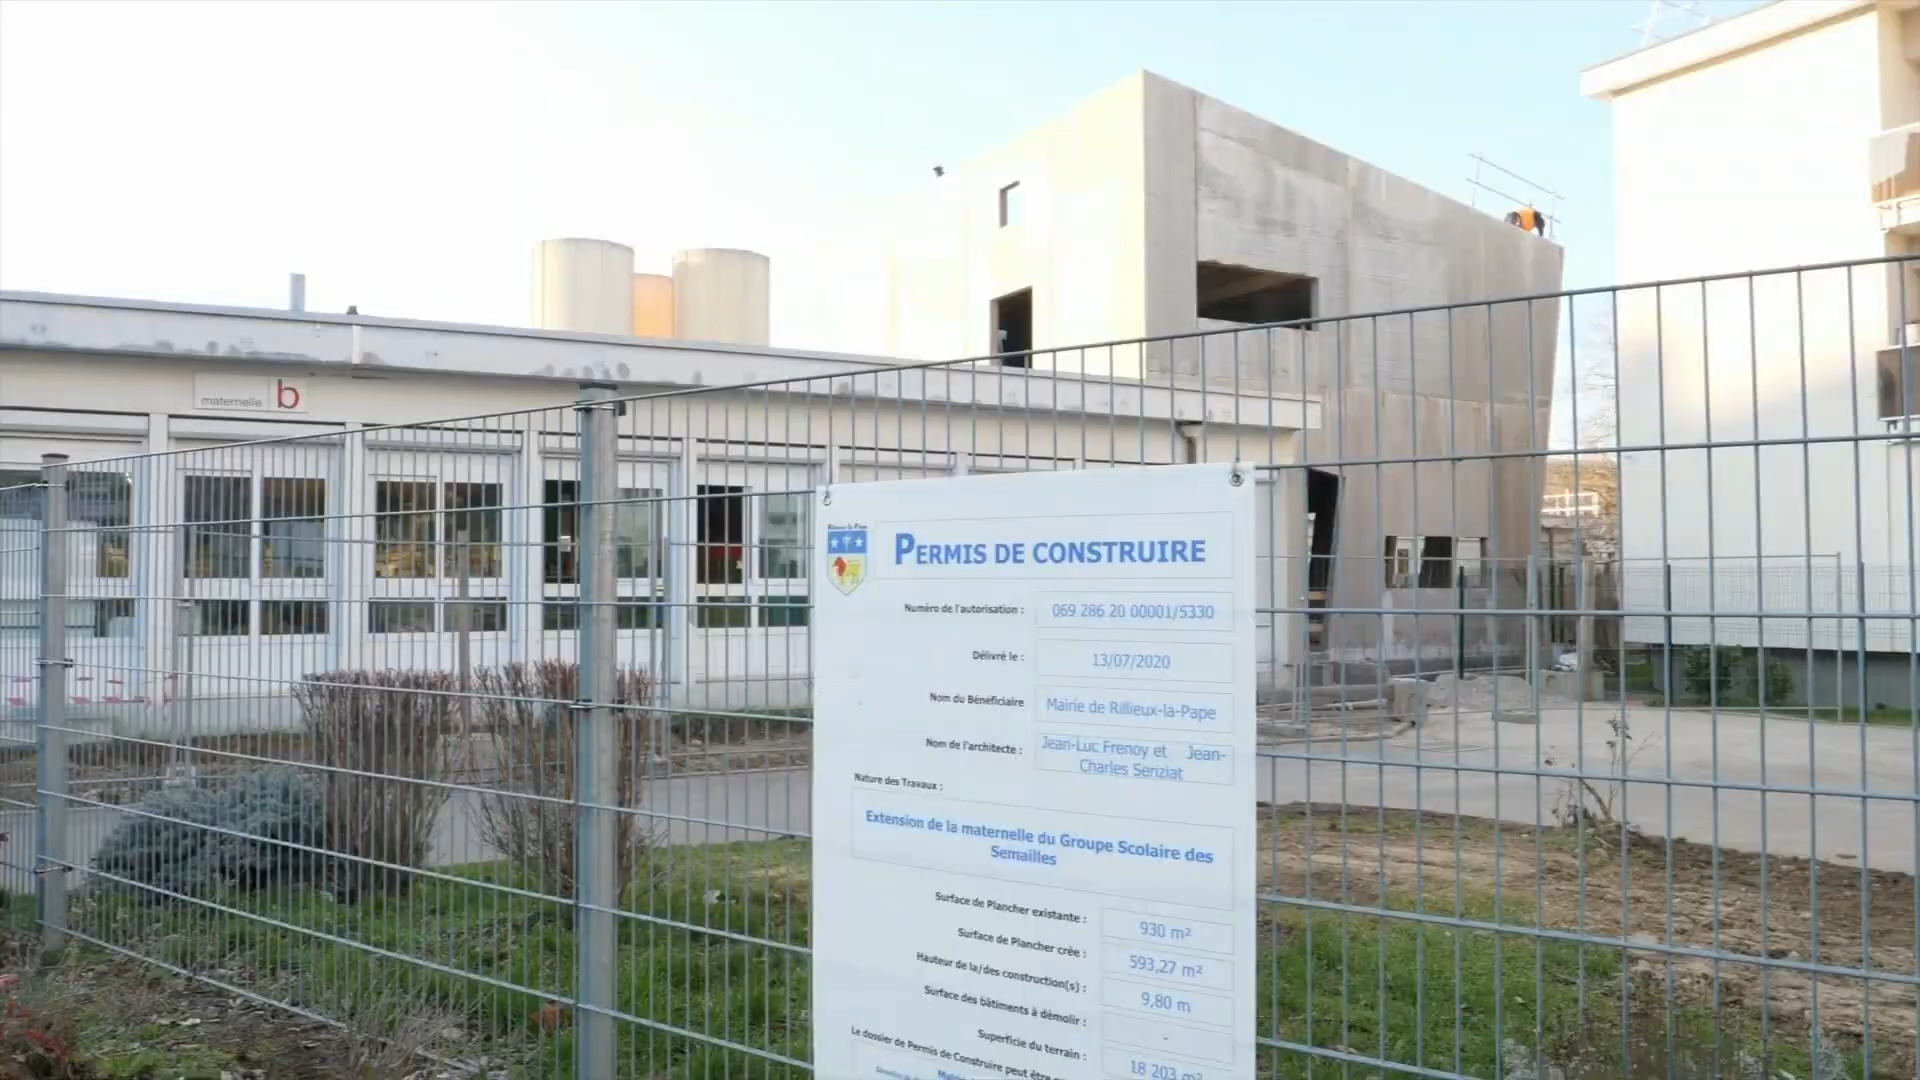 maternelle b
Rillieux-la-Pape
PERMIS DE CONSTRUIRE
Numéro de l'autorisation : 069 286 20 00001/5330
Délivré le : 13/07/2020
Nom du Bénéficiaire Mairie de Rillieux-la-Pape
Nom de l'architecte : Jean-Luc Frenoy et Jean-
Charles Seriziat
Nature des Travaux :
Extension de la maternelle du Groupe Scolaire des
Semailles
Surface de Plancher existante : 930 m²
Surface de Plancher crée : 593,27 m²
Hauteur de la/des construction(s) : 9,80 m
Surface des bâtiments à démolir : -
Superficie du terrain : 18 203 m²
Le dossier de Permis de Construire peut être